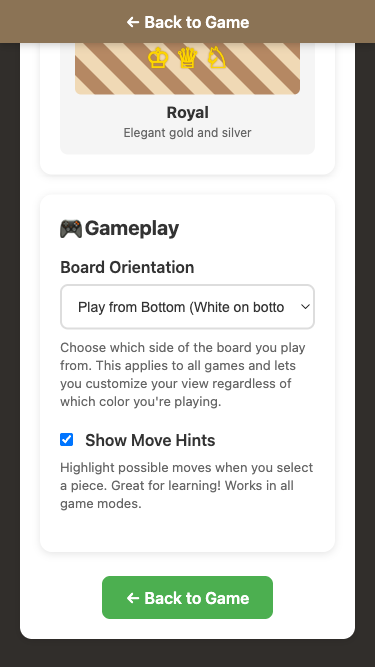 ← Back to Game
Royal
Elegant gold and silver
Gameplay
Board Orientation
Play from Bottom (White on botto
Choose which side of the board you play
from. This applies to all games and lets
you customize your view regardless of
which color you're playing.
Show Move Hints
Highlight possible moves when you select
a piece. Great for learning! Works in all
game modes.
← Back to Game